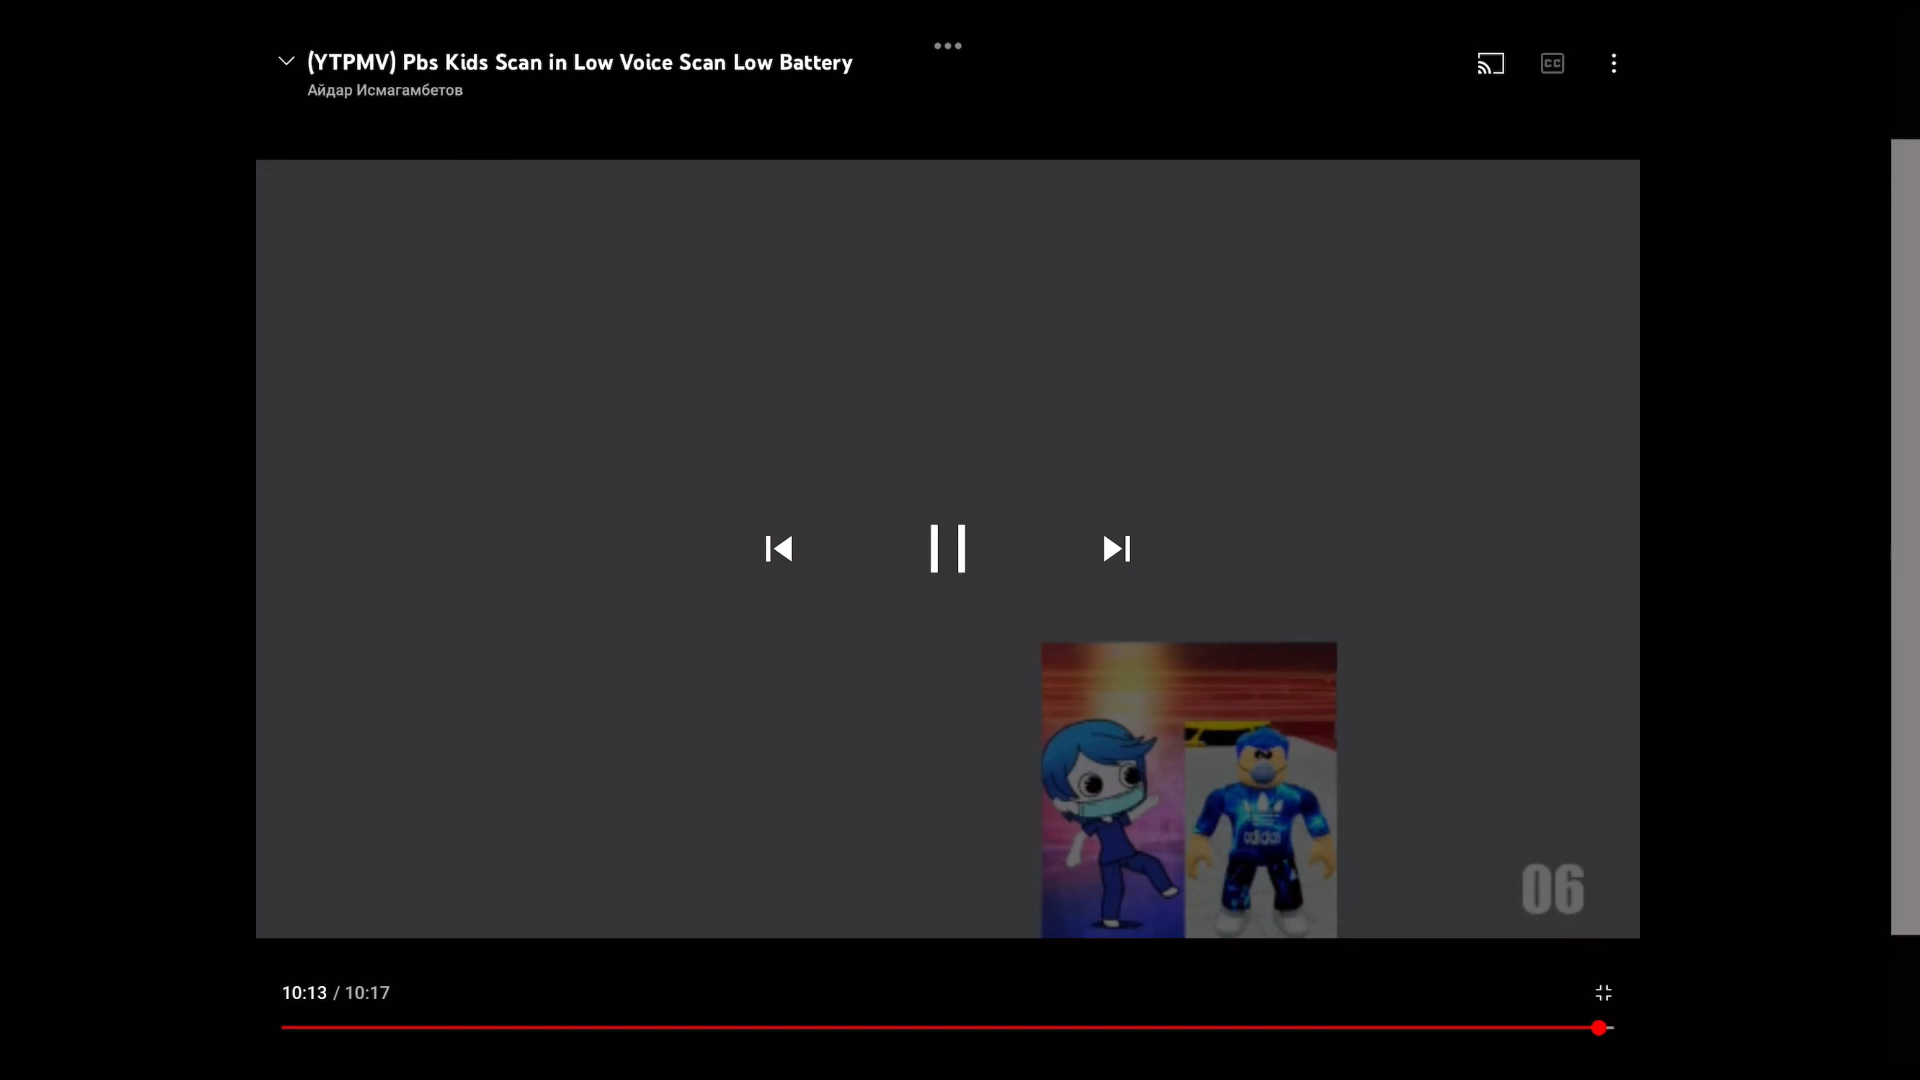 (YTPMV) Pbs Kids Scan in Low Voice Scan Low Battery
Айдар Исмагамбетов
CC
adidas
06
10:13 / 10:17